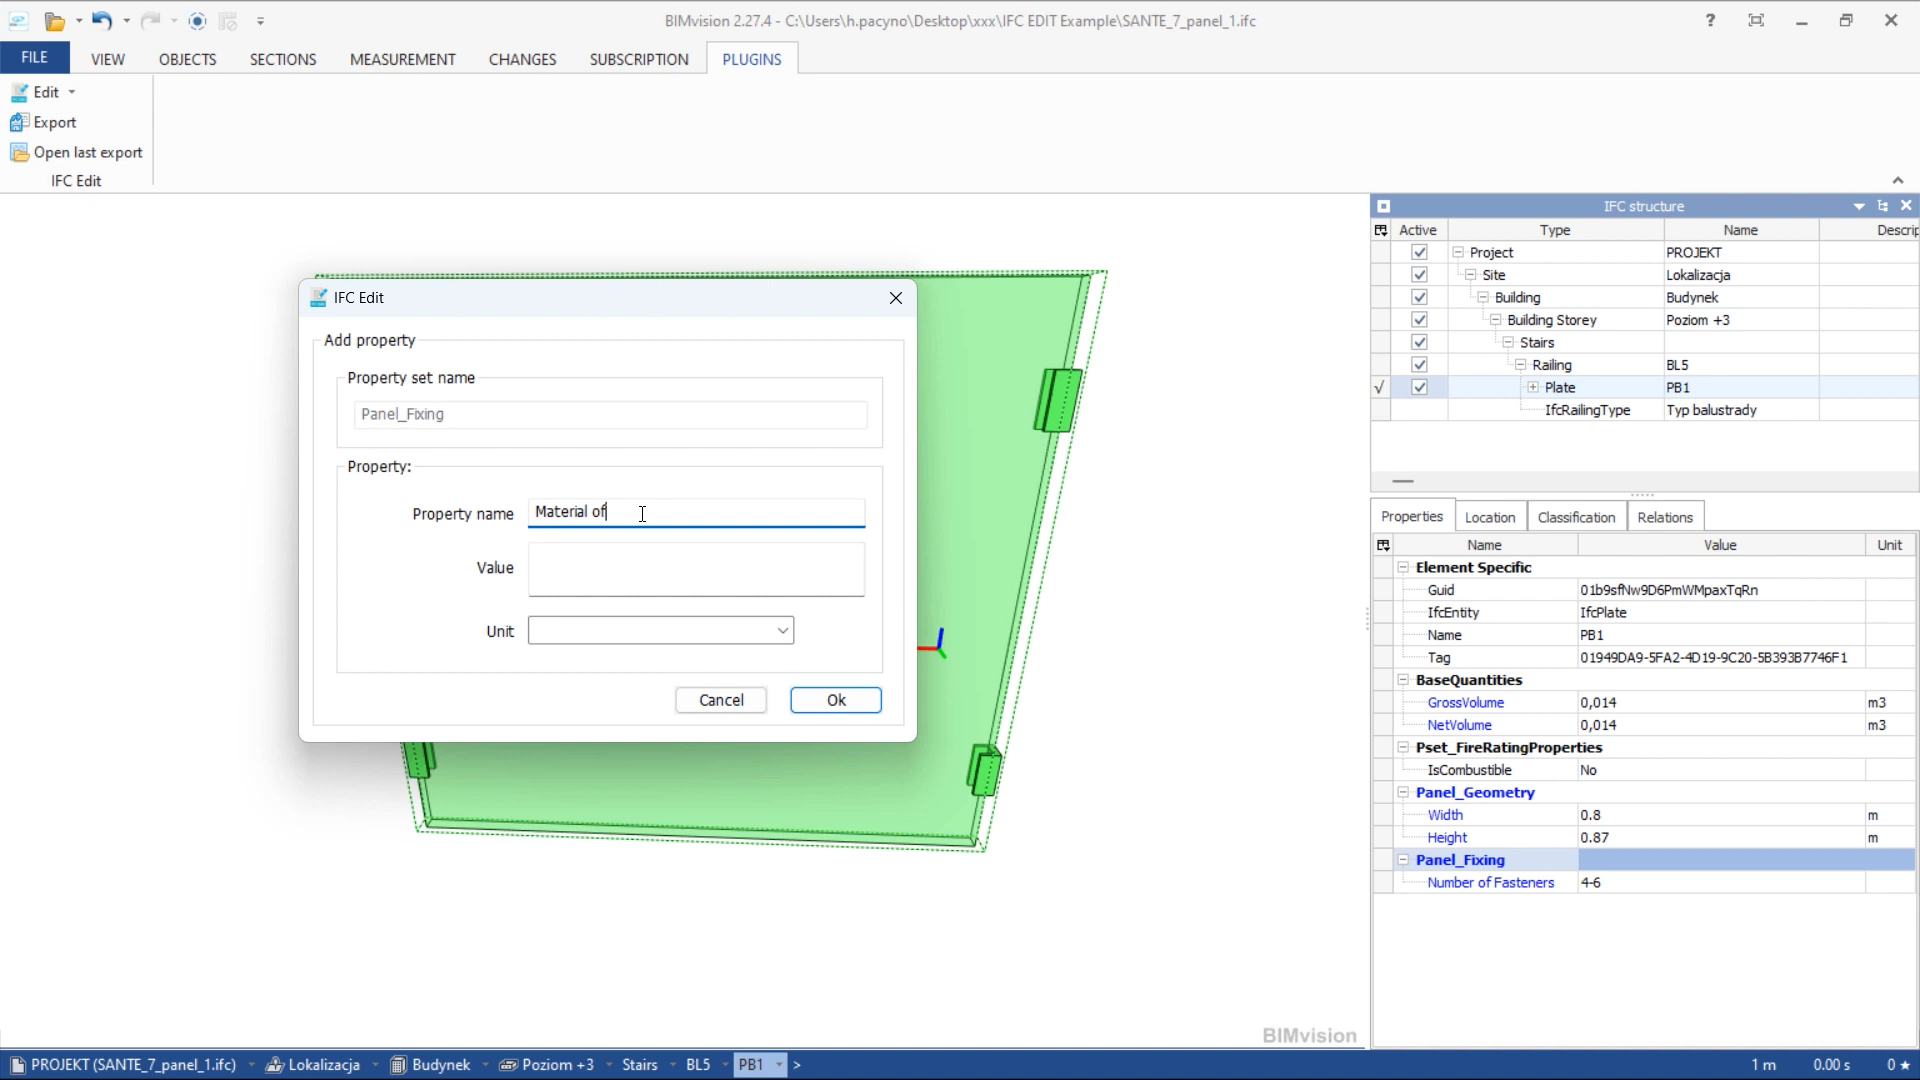 BIMvision 2.27.4 - C:\Users\h.pacyno\Desktop\xxx\IFC EDIT Example\SANTE_7_panel_1.ifc
?
FILE VIEW OBJECTS SECTIONS MEASUREMENT CHANGES SUBSCRIPTION PLUGINS
Edit
Export
Open last export
IFC Edit
IFC structure
Active Type Name Descrip
Project PROJEKT
Site Lokalizacja
Building Budynek
Building Storey Poziom +3
Stairs
Railing BL5
√ Plate PB1
IfcRailingType Typ balustrady
IFC Edit
Add property
Property set name
Panel_Fixing
Property:
Property name Material of
Value
Unit
Cancel Ok
Properties Location Classification Relations
Name Value Unit
Element Specific
Guid 01b9sfNw9D6PmWMpaxTqRn
IfcEntity IfcPlate
Name PB1
Tag 01949DA9-5FA2-4D19-9C20-5B393B7746F1
BaseQuantities
GrossVolume 0,014 m3
NetVolume 0,014 m3
Pset_FireRatingProperties
IsCombustible No
Panel_Geometry
Width 0.8 m
Height 0.87 m
Panel_Fixing
Number of Fasteners 4-6
BIMvision
PROJEKT (SANTE_7_panel_1.ifc) Lokalizacja Budynek Poziom +3 Stairs BL5 PB1 > 1 m 0.00 s 0 ★